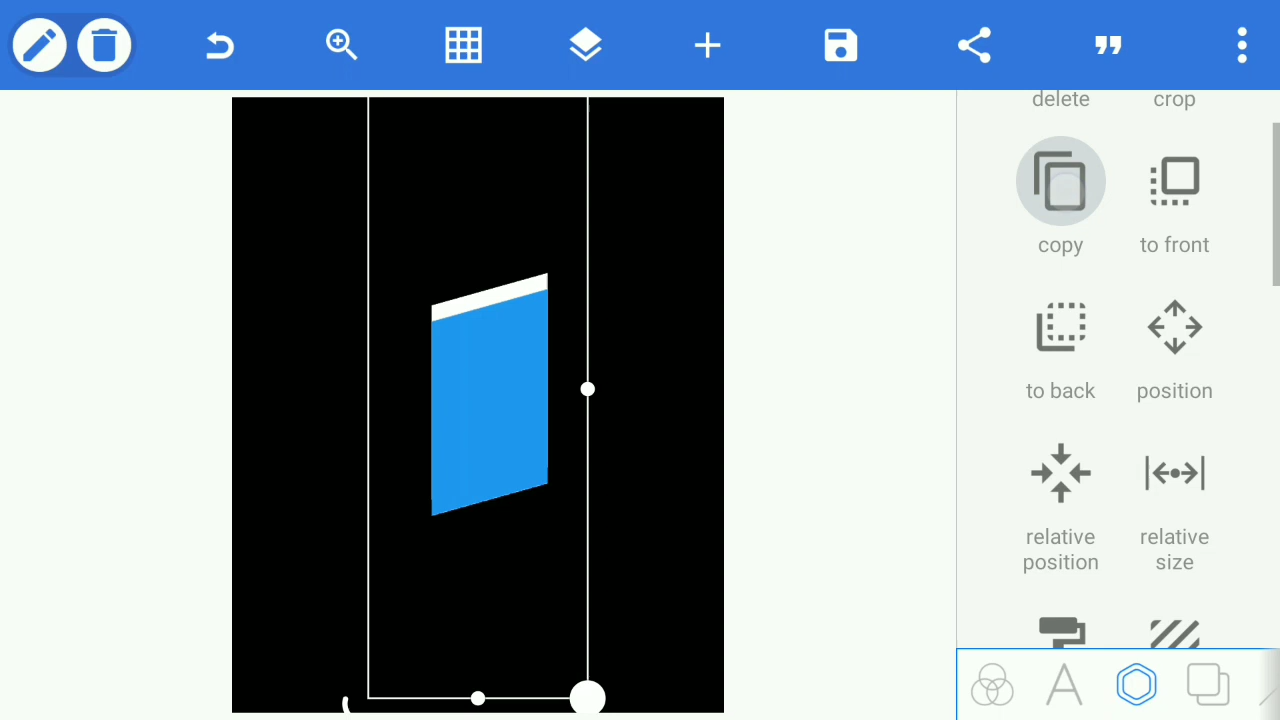 delete
crop
copy
to front
to back
position
relative
position
relative
size